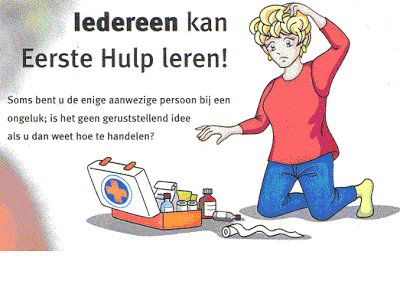 Iedereen kan
Eerste Hulp leren!
Soms bent u de enige aanwezige persoon bij een
ongeluk; is het geen geruststellend idee
als u dan weet hoe te handelen?